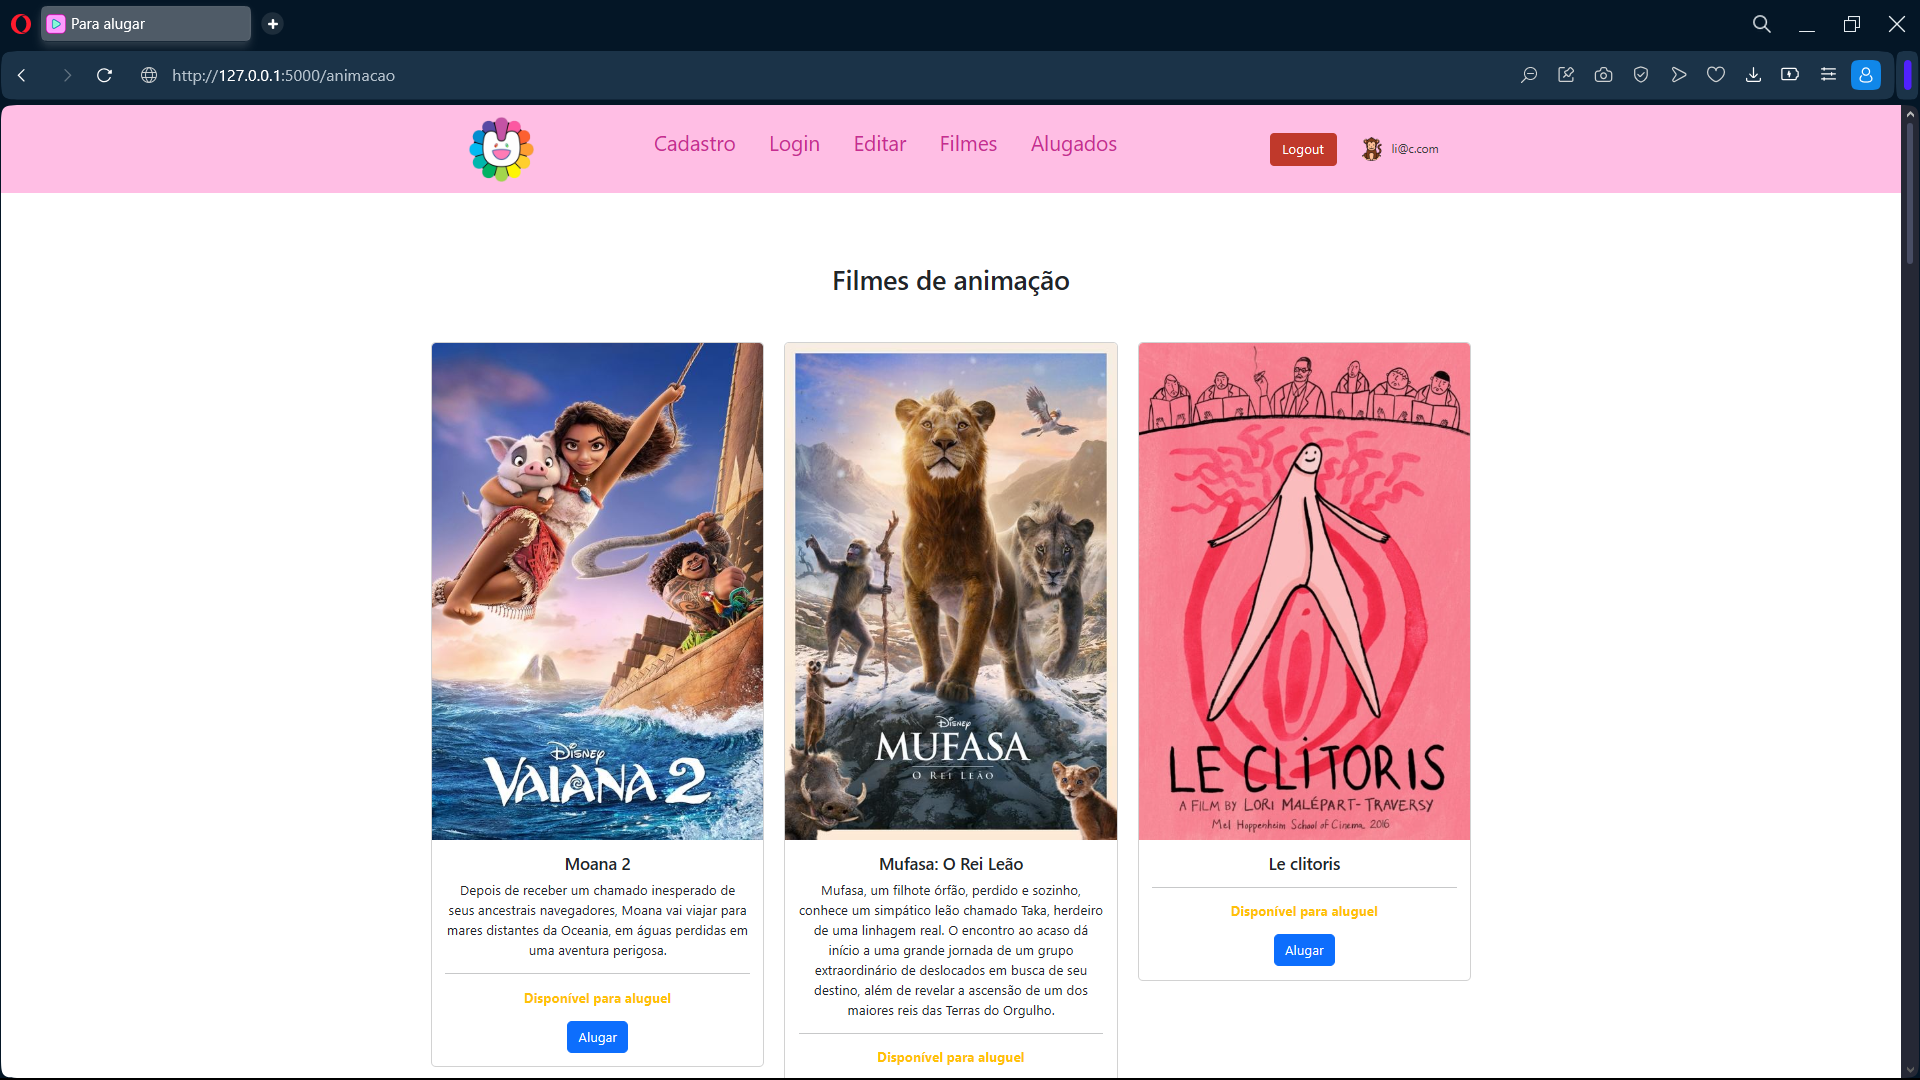 Para alugar
http://127.0.0.1:5000/animacao
Cadastro Login Editar Filmes Alugados
Logout
li@c.com
Filmes de animação
DISNEY
VAIANA 2
Moana 2
Depois de receber um chamado inesperado de
seus ancestrais navegadores, Moana vai viajar para
mares distantes da Oceania, em águas perdidas em
uma aventura perigosa.
Disponível para aluguel
Alugar
DISNEY
MUFASA
O REI LEÃO
Mufasa: O Rei Leão
Mufasa, um filhote órfão, perdido e sozinho,
conhece um simpático leão chamado Taka, herdeiro
de uma linhagem real. O encontro ao acaso dá
início a uma grande jornada de um grupo
extraordinário de deslocados em busca de seu
destino, além de revelar a ascensão de um dos
maiores reis das Terras do Orgulho.
Disponível para aluguel
LE CLITORIS
A FILM BY LORI MALÉPART-TRAVERSY
Mel Hoppenheim School of Cinema, 2016
Le clitoris
Disponível para aluguel
Alugar